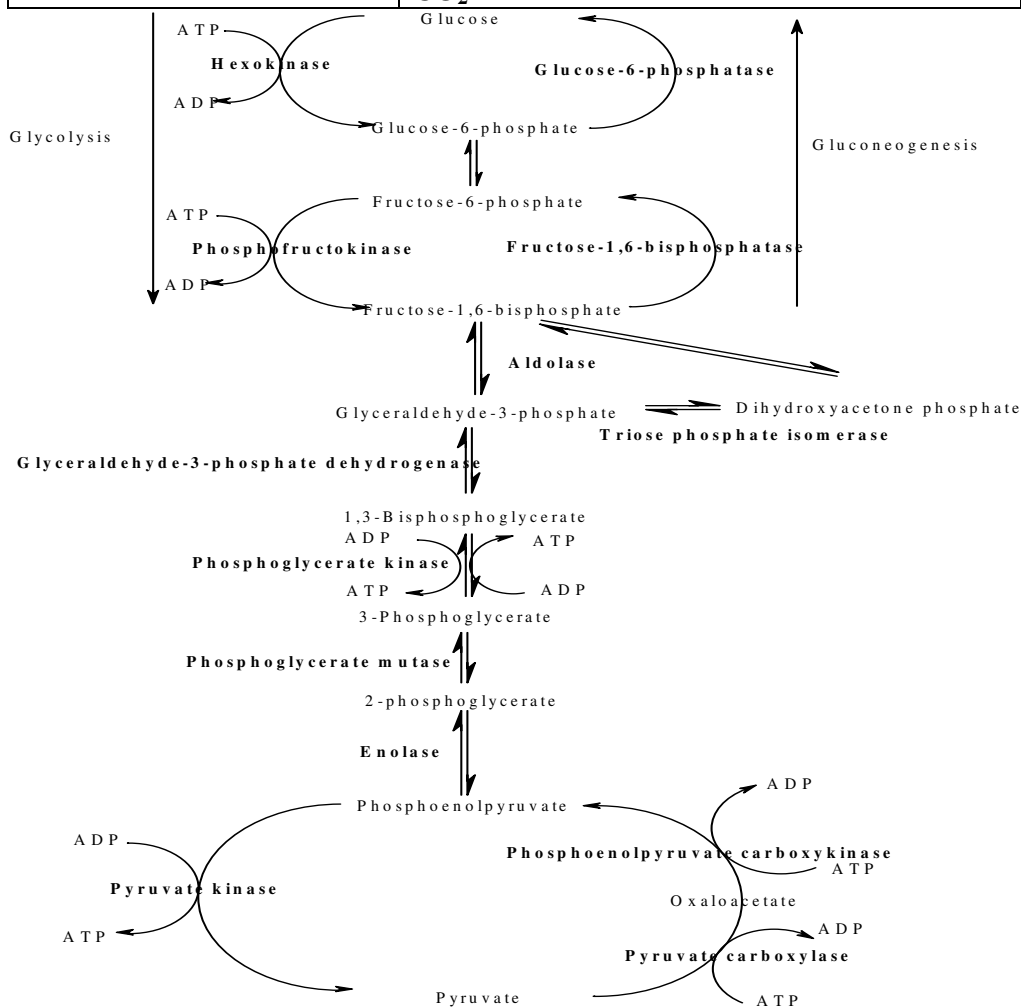 CO2
Glucose
ATP
Hexokinase
Glucose-6-phosphatase
ADP
Glycolysis
Glucose-6-phosphate
Gluconeogenesis
Fructose-6-phosphate
ATP
Phosphofructokinase
Fructose-1,6-bisphosphatase
ADP
Fructose-1,6-bisphosphate
Aldolase
Glyceraldehyde-3-phosphate
Dihydroxyacetone phosphate
Triose phosphate isomerase
Glyceraldehyde-3-phosphate dehydrogenase
1,3-Bisphosphoglycerate
ADP
ATP
Phosphoglycerate kinase
ATP
ADP
3-Phosphoglycerate
Phosphoglycerate mutase
2-phosphoglycerate
Enolase
ADP
Phosphoenolpyruvate
ADP
Phosphoenolpyruvate carboxykinase
ATP
Pyruvate kinase
Oxaloacetate
ATP
ADP
Pyruvate carboxylase
Pyruvate
ATP